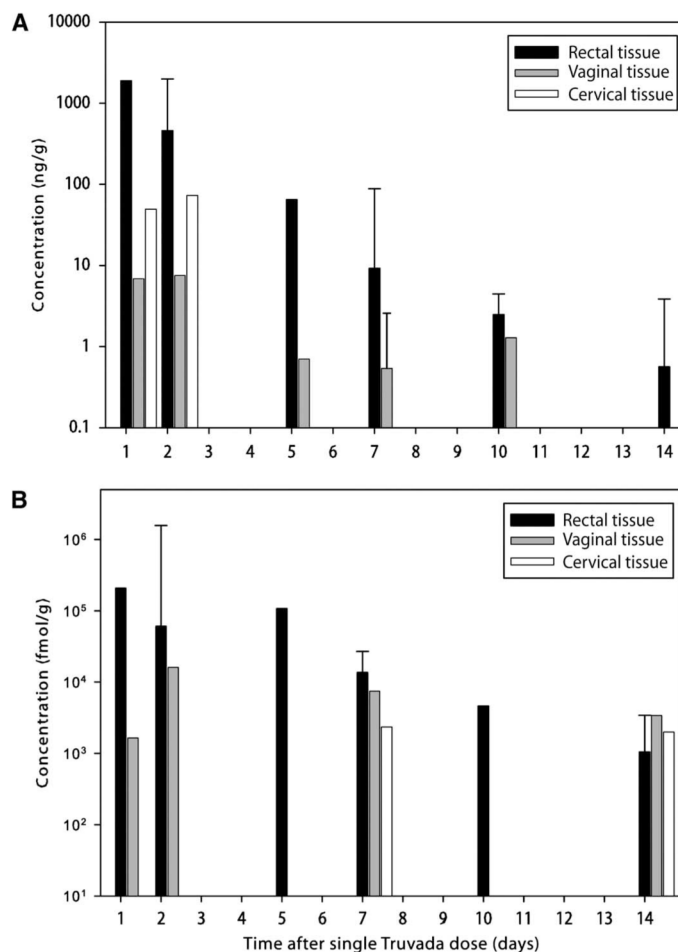 A
Concentration (ng/g)
10000
1000
100
10
1
0.1
Rectal tissue
Vaginal tissue
Cervical tissue
1 2 3 4 5 6 7 8 9 10 11 12 13 14
B
Concentration (fmol/g)
10⁶
10⁵
10⁴
10³
10²
10¹
Rectal tissue
Vaginal tissue
Cervical tissue
1 2 3 4 5 6 7 8 9 10 11 12 13 14
Time after single Truvada dose (days)